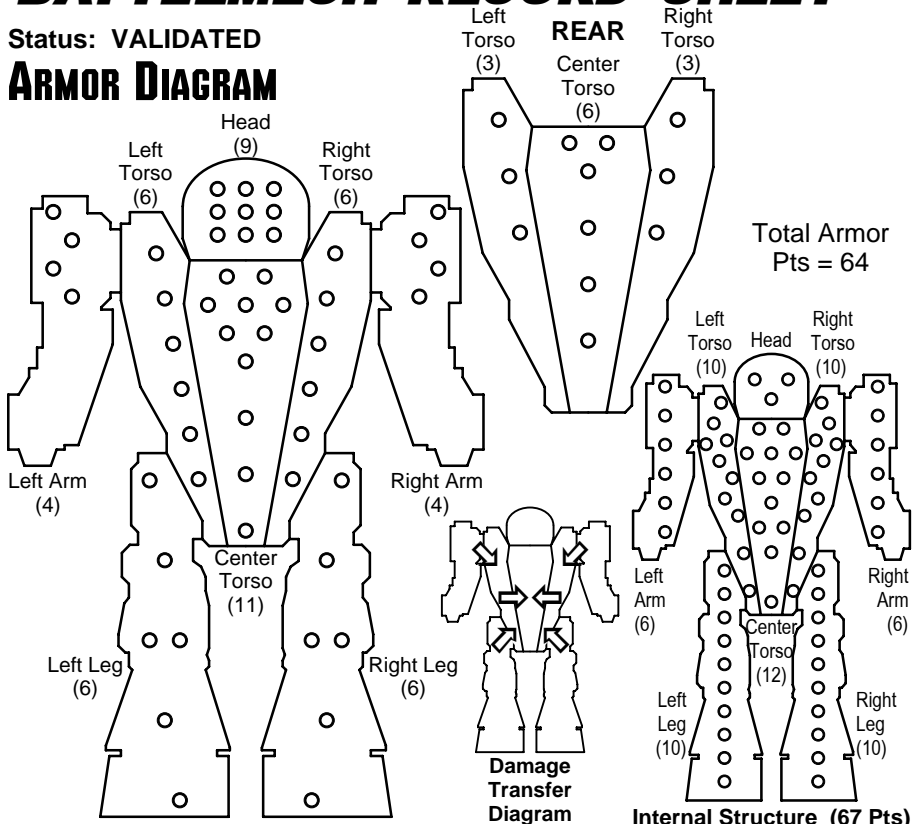 BATTLEMECH RECORD SHEET
Status: VALIDATED
ARMOR DIAGRAM
Head
(9)
Left
Torso
(6)
Right
Torso
(6)
Left Arm
(4)
Right Arm
(4)
Center
Torso
(11)
Left Leg
(6)
Right Leg
(6)
REAR
Left
Torso
(3)
Center
Torso
(6)
Right
Torso
(3)
Total Armor
Pts = 64
Damage
Transfer
Diagram
Left
Torso
(10)
Head
Right
Torso
(10)
Left
Arm
(6)
Right
Arm
(6)
Center
Torso
(12)
Left
Leg
(10)
Right
Leg
(10)
Internal Structure (67 Pts)